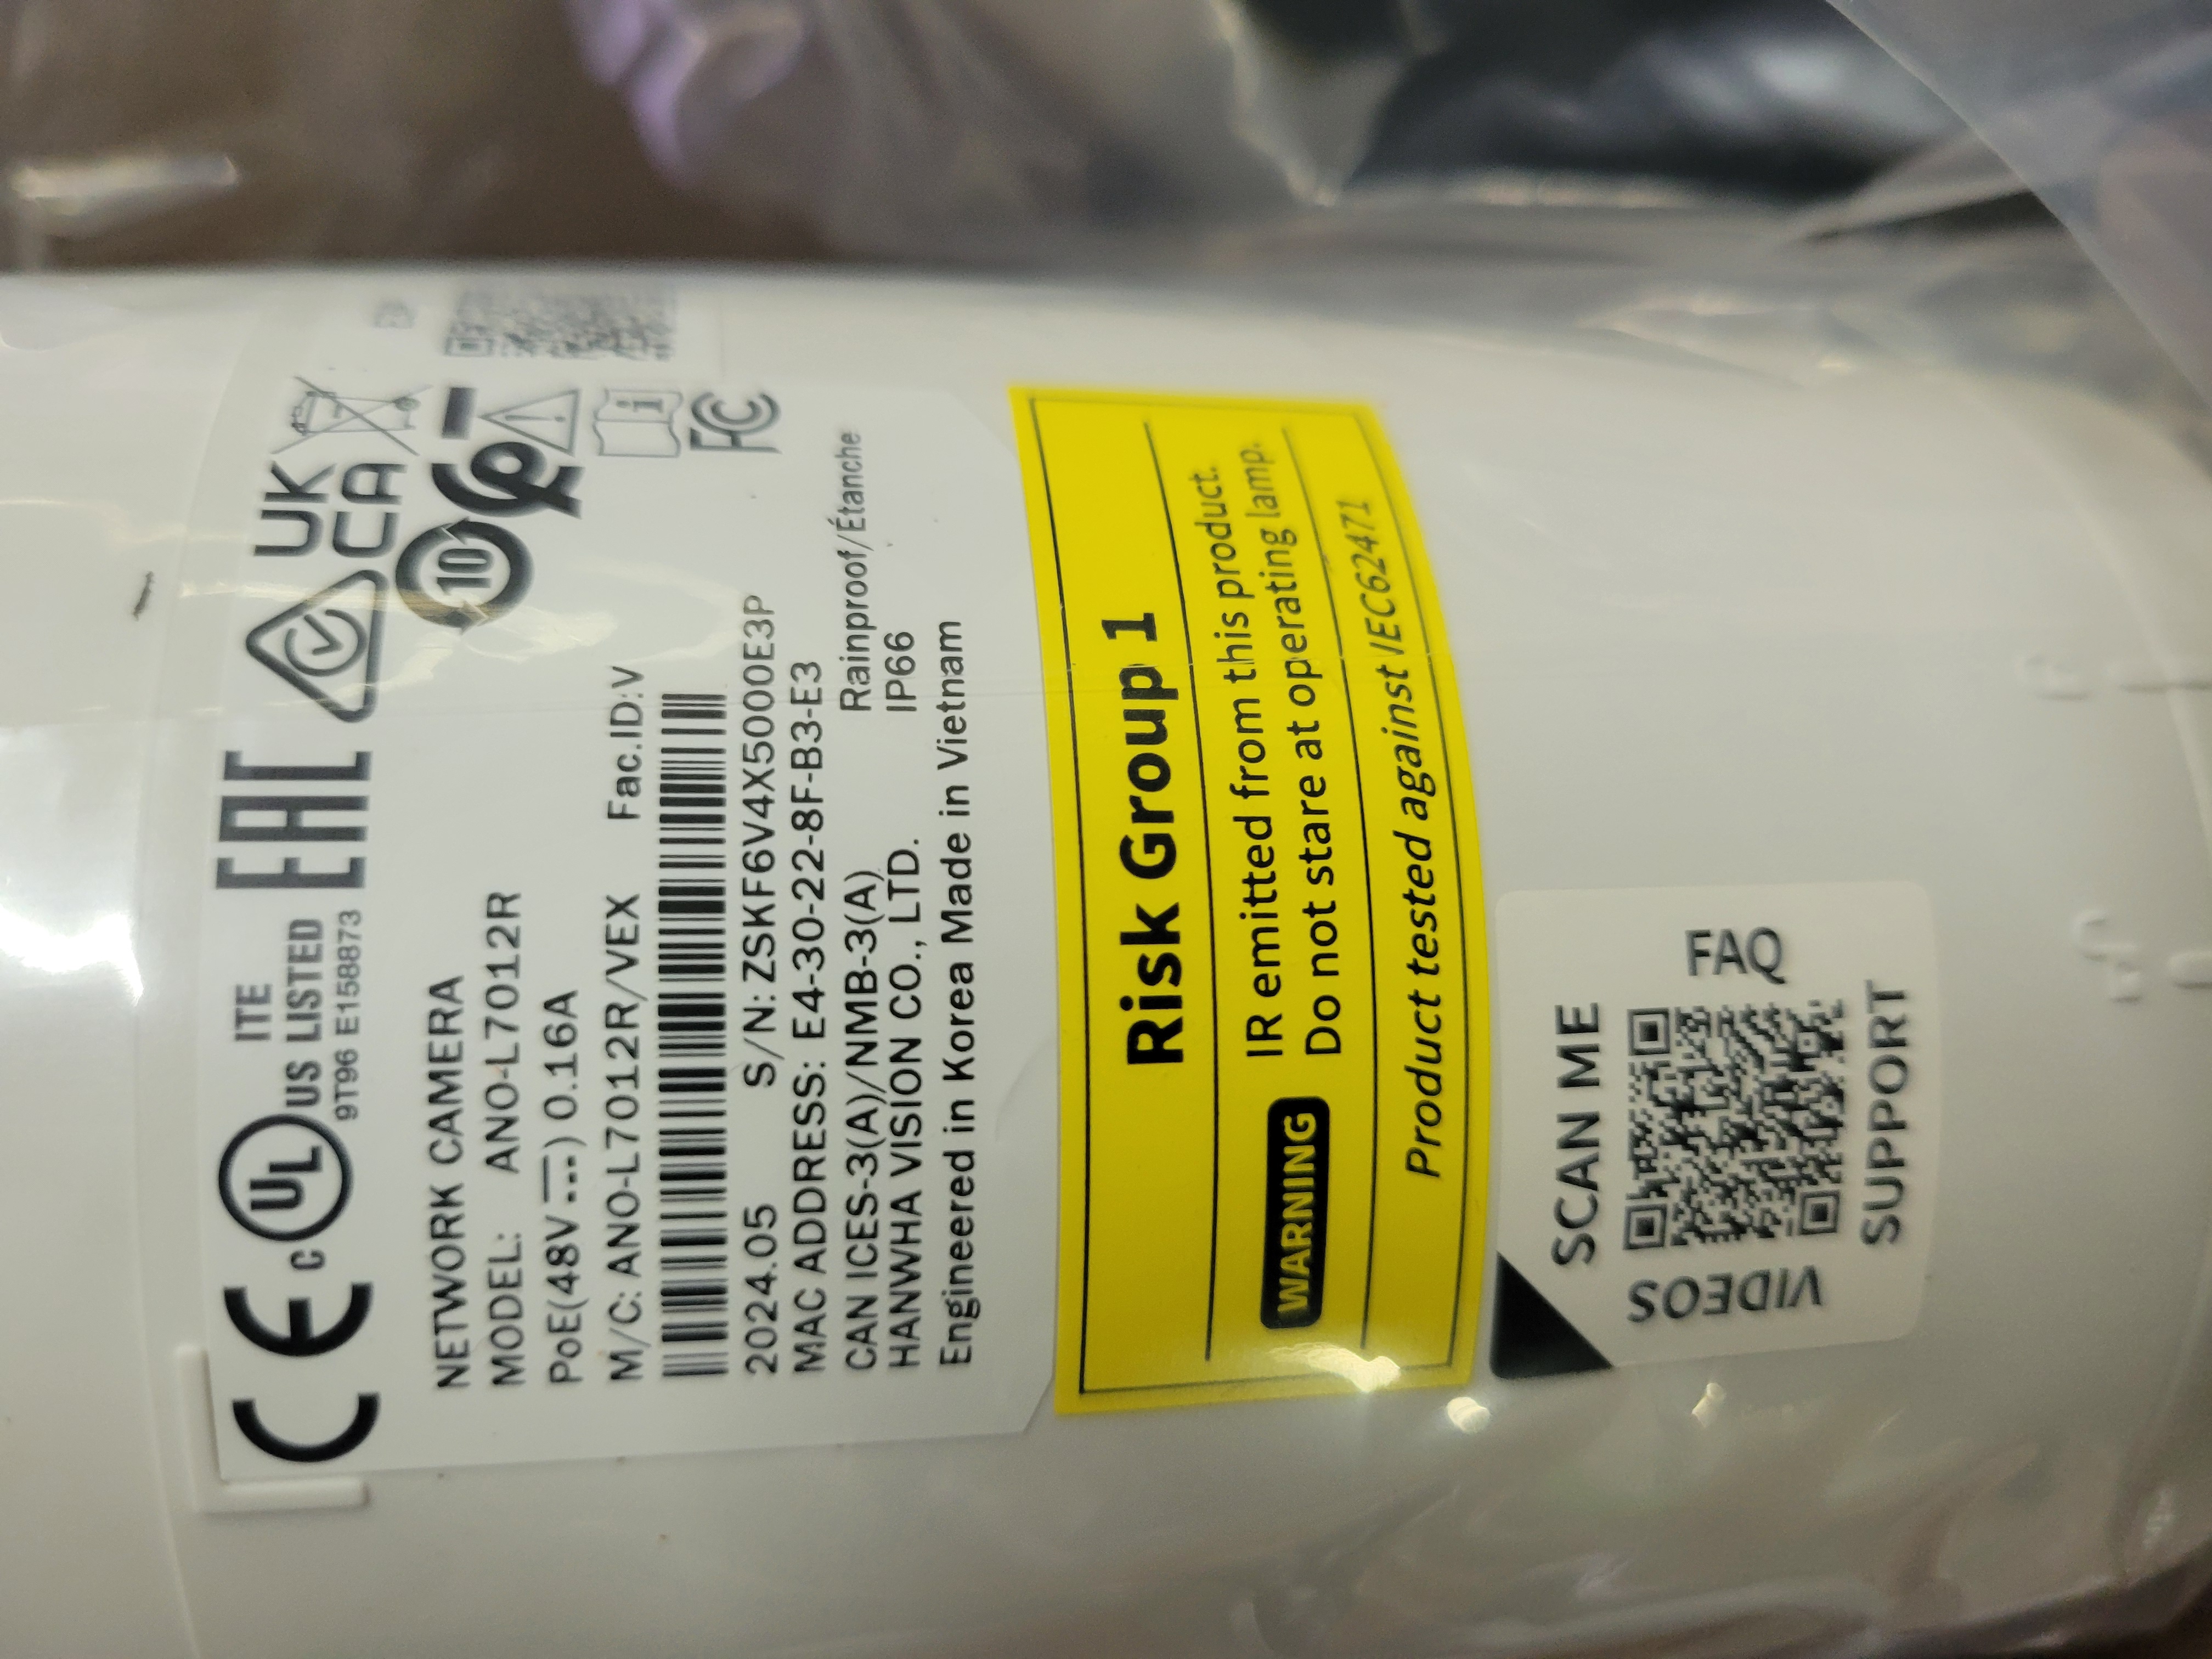 CE
c UL US LISTED
ITE
9T96 E158873
EAC
UK
CA
10
NETWORK CAMERA
MODEL: ANO-L7012R
PoE(48V⎓) 0.16A
M/C: ANO-L7012R/VEX Fac.ID:V
2024.05 S/N: ZSKF6V4X5000E3P
MAC ADDRESS: E4-30-22-8F-B3-E3
CAN ICES-3(A)/NMB-3(A) Rainproof/Étanche
HANWHA VISION CO., LTD. IP66
Engineered in Korea Made in Vietnam
FC
Risk Group 1
WARNING
IR emitted from this product.
Do not stare at operating lamp.
Product tested against IEC62471
SCAN ME
VIDEOS
FAQ
SUPPORT